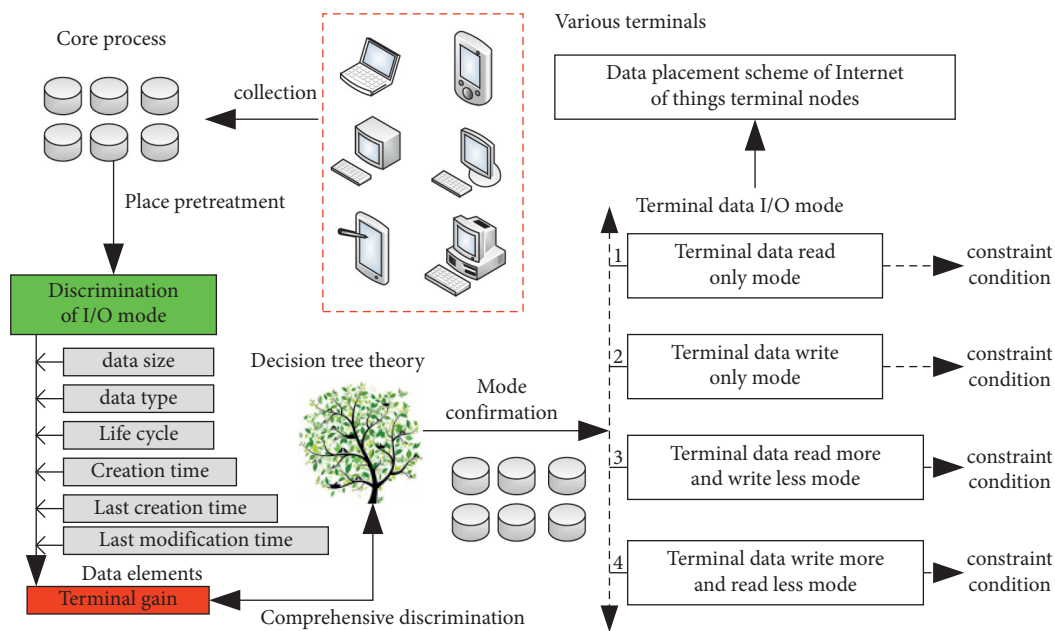 Various terminals
Core process
collection
Data placement scheme of Internet
of things terminal nodes
Place pretreatment
Discrimination
of I/O mode
data size
data type
Life cycle
Creation time
Last creation time
Last modification time
Data elements
Terminal gain
Comprehensive discrimination
Decision tree theory
Mode
confirmation
Terminal data I/O mode
1
Terminal data read
only mode
constraint
condition
2
Terminal data write
only mode
constraint
condition
3
Terminal data read more
and write less mode
constraint
condition
4
Terminal data write more
and read less mode
constraint
condition